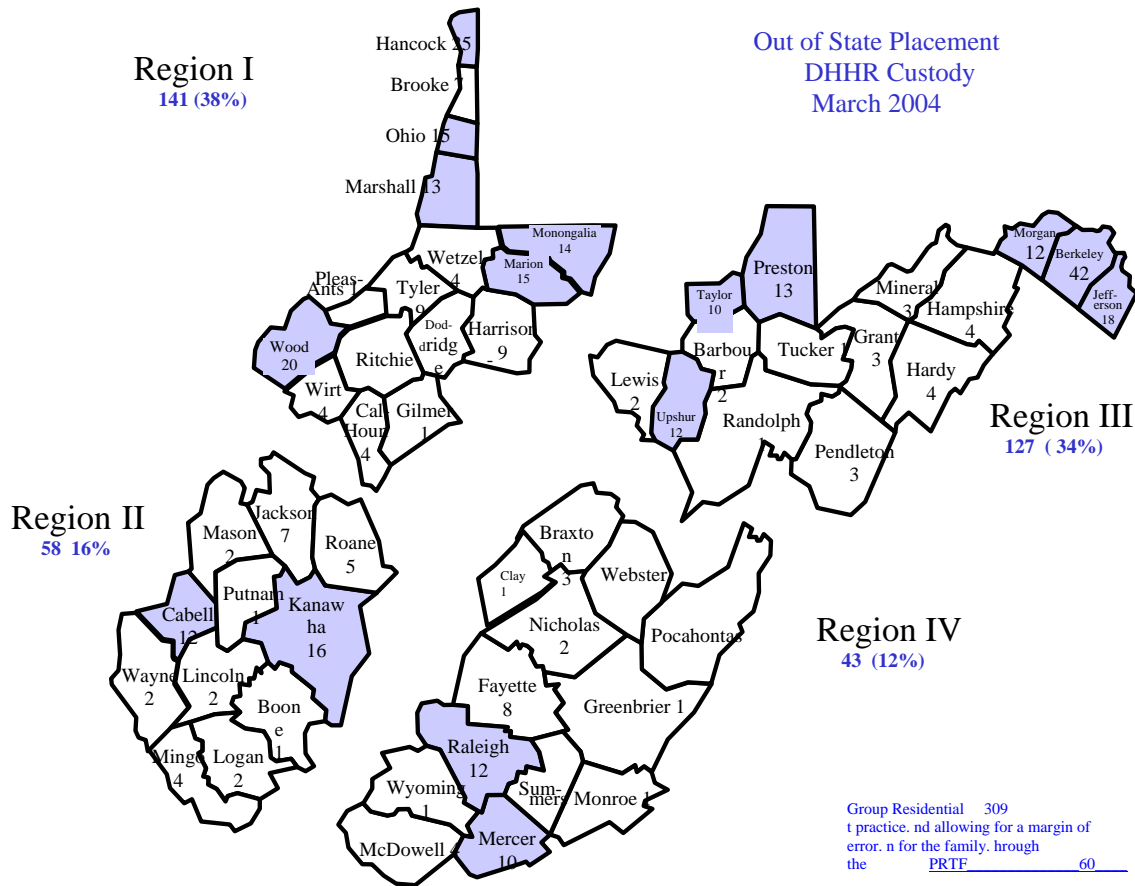 Out of State Placement
DHHR Custody
March 2004
Region I
141 (38%)
Hancock 25
Brooke 7
Ohio 15
Marshall 13
Monongalia
14
Wetzel
4
Marion
15
Pleas-
Ants 1
Tyler
9
Dod-
dridge
Harrison
- 9
Wood
20
Ritchie
Wirt
4
Cal-
Houn
4
Gilmer
1
Region III
127 ( 34%)
Morgan
12
Berkeley
42
Jeff-
erson
18
Preston
13
Taylor
10
Mineral
3
Hampshire
4
Grant
3
Hardy
4
Tucker 1
Barbou
r
2
Lewis
2
Upshur
12
Randolph
Pendleton
3
Region II
58 16%
Jackson
7
Mason
2
Roane
5
Putnam
1
Cabell
12
Kanaw
ha
16
Wayne
2
Lincoln
2
Boon
e
1
Mingo
4
Logan
2
Region IV
43 (12%)
Braxto
n
3
Clay
1
Webster
Nicholas
2
Pocahontas
Fayette
8
Greenbrier 1
Raleigh
12
Sum-
mers
Monroe 1
Wyoming
1
Mercer
10
McDowell 4
Group Residential 309
t practice. nd allowing for a margin of
error. n for the family. hrough
the PRTF______________60____